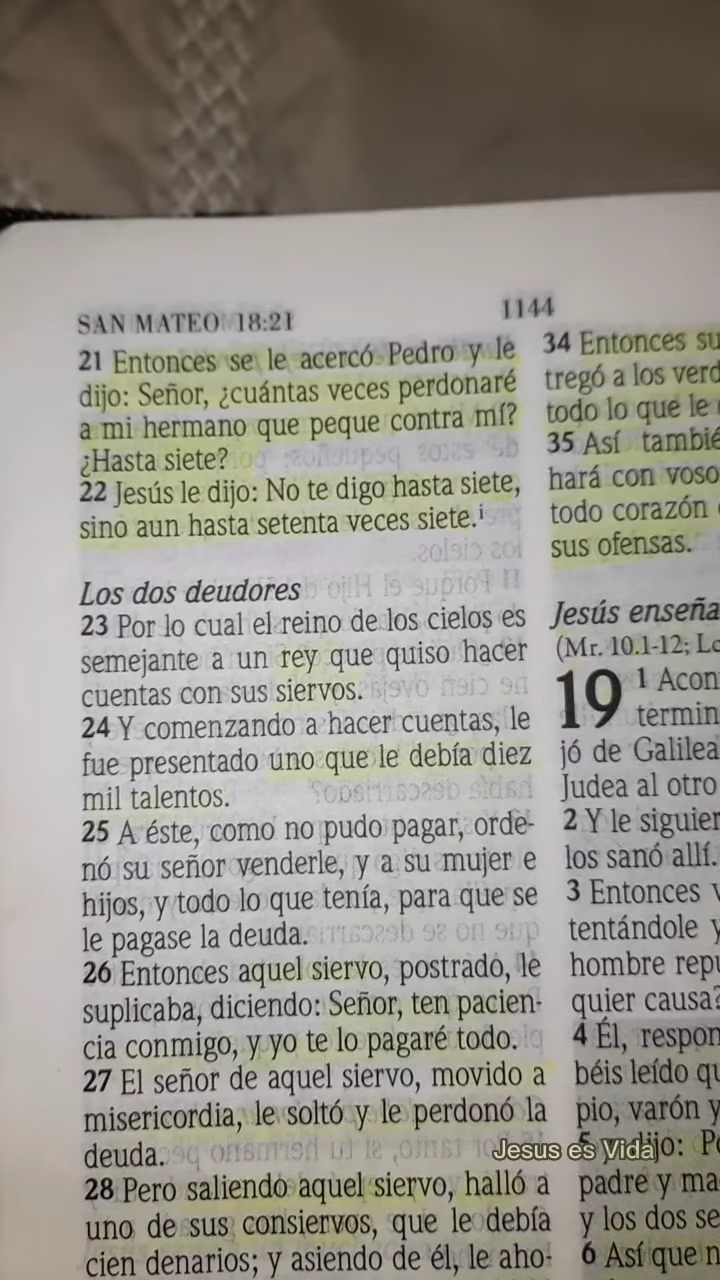 SAN MATEO 18:21
1144
21 Entonces se le acercó Pedro y le
dijo: Señor, ¿cuántas veces perdonaré
a mi hermano que peque contra mí?
¿Hasta siete?
22 Jesús le dijo: No te digo hasta siete,
sino aun hasta setenta veces siete.i
Los dos deudores
23 Por lo cual el reino de los cielos es
semejante a un rey que quiso hacer
cuentas con sus siervos.
24 Y comenzando a hacer cuentas, le
fue presentado uno que le debía diez
mil talentos.
25 A éste, como no pudo pagar, orde-
nó su señor venderle, y a su mujer e
hijos, y todo lo que tenía, para que se
le pagase la deuda.
26 Entonces aquel siervo, postrado, le
suplicaba, diciendo: Señor, ten pacien-
cia conmigo, y yo te lo pagaré todo.
27 El señor de aquel siervo, movido a
misericordia, le soltó y le perdonó la
deuda.
28 Pero saliendo aquel siervo, halló a
uno de sus consiervos, que le debía
cien denarios; y asiendo de él, le aho-
34 Entonces su
tregó a los verd
todo lo que le
35 Así también
hará con voso
todo corazón
sus ofensas.
Jesús enseña
(Mr. 10.1-12; Lc
19 1 Acon
termin
jó de Galilea
Judea al otro
2 Y le siguier
los sanó allí.
3 Entonces v
tentándole y
hombre repu
quier causa?
4 Él, respon
béis leído qu
pio, varón y
5 y dijo: Po
padre y ma
y los dos se
6 Así que n
Jesus es Vida